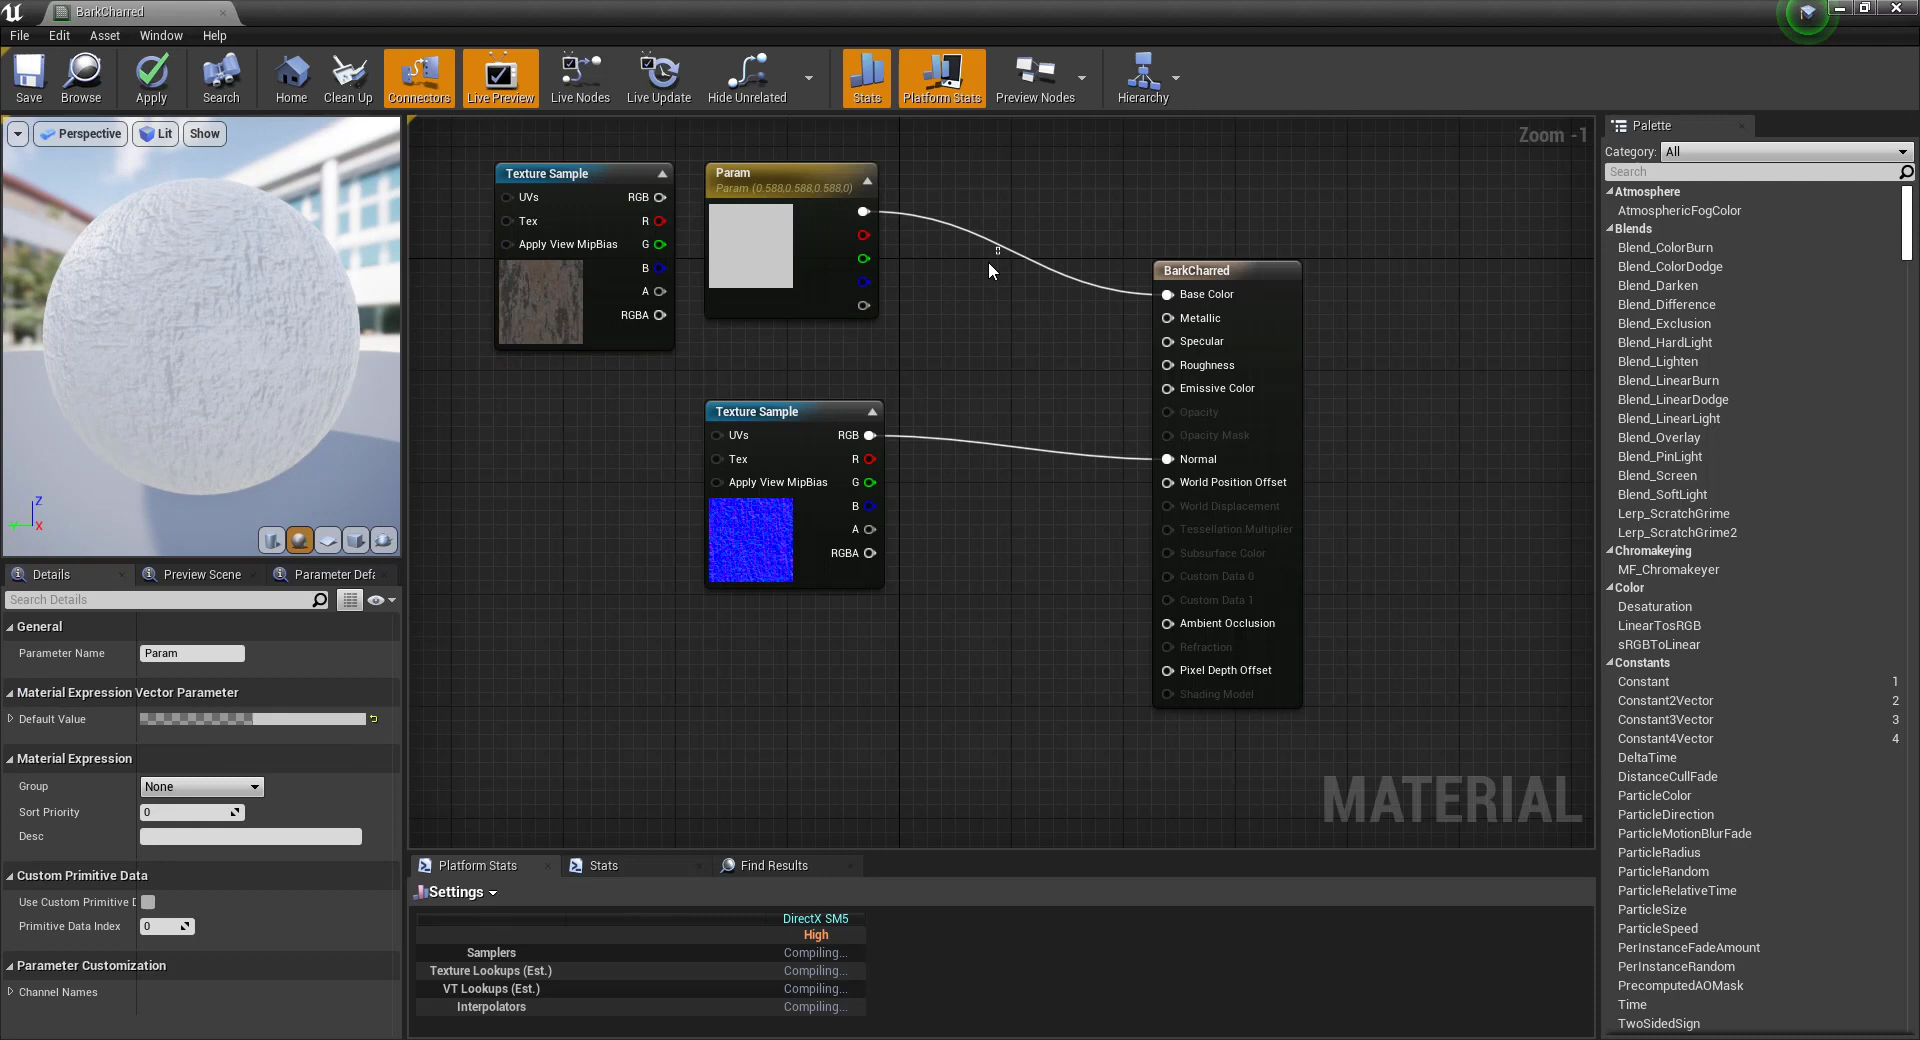 BarkCharred
File Edit Asset Window Help
Save Browse Apply Search Home Clean Up Connectors Live Preview Live Nodes Live Update Hide Unrelated Stats Platform Stats Preview Nodes Hierarchy
Perspective Lit Show
Z
Y
X
Zoom -1
Texture Sample
UVs RGB
Tex R
Apply View MipBias G
B
A
RGBA
Param
Param (0.588,0.588,0.588,0)
Texture Sample
UVs RGB
Tex R
Apply View MipBias G
B
A
RGBA
BarkCharred
Base Color
Metallic
Specular
Roughness
Emissive Color
Opacity
Opacity Mask
Normal
World Position Offset
World Displacement
Tessellation Multiplier
Subsurface Color
Custom Data 0
Custom Data 1
Ambient Occlusion
Refraction
Pixel Depth Offset
Shading Model
MATERIAL
Details Preview Scene Parameter Defa
Search Details
General
Parameter Name Param
Material Expression Vector Parameter
Default Value
Material Expression
Group None
Sort Priority 0
Desc
Custom Primitive Data
Use Custom Primitive D
Primitive Data Index 0
Parameter Customization
Channel Names
Platform Stats Stats Find Results
Settings
DirectX SM5
High
Samplers Compiling...
Texture Lookups (Est.) Compiling...
VT Lookups (Est.) Compiling...
Interpolators Compiling...
Palette
Category: All
Search
Atmosphere
AtmosphericFogColor
Blends
Blend_ColorBurn
Blend_ColorDodge
Blend_Darken
Blend_Difference
Blend_Exclusion
Blend_HardLight
Blend_Lighten
Blend_LinearBurn
Blend_LinearDodge
Blend_LinearLight
Blend_Overlay
Blend_PinLight
Blend_Screen
Blend_SoftLight
Lerp_ScratchGrime
Lerp_ScratchGrime2
Chromakeying
MF_Chromakeyer
Color
Desaturation
LinearTosRGB
sRGBToLinear
Constants
Constant 1
Constant2Vector 2
Constant3Vector 3
Constant4Vector 4
DeltaTime
DistanceCullFade
ParticleColor
ParticleDirection
ParticleMotionBlurFade
ParticleRadius
ParticleRandom
ParticleRelativeTime
ParticleSize
ParticleSpeed
PerInstanceFadeAmount
PerInstanceRandom
PrecomputedAOMask
Time
TwoSidedSign